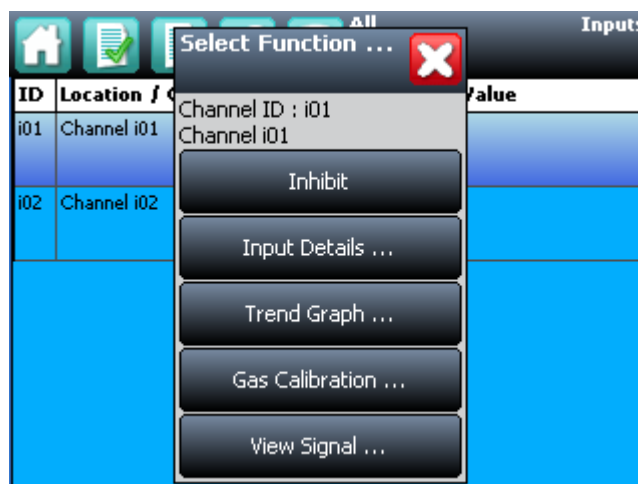 All
Input:
Select Function ...
ID Location / Value
Channel ID : i01
Channel i01
i01 Channel i01
Inhibit
i02 Channel i02
Input Details ...
Trend Graph ...
Gas Calibration ...
View Signal ...